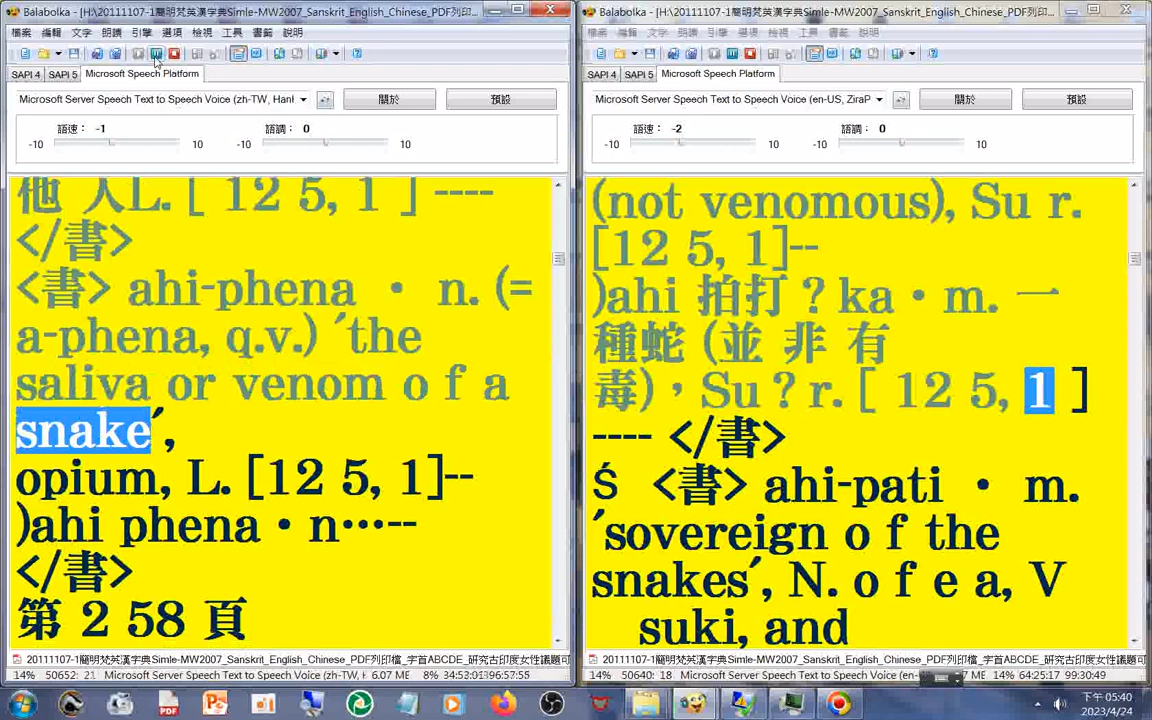 Balabolka - [H:\20111107-1簡明梵英漢字典Simle-MW2007_Sanskrit_English_Chinese_PDF列印...
檔案 編輯 文字 朗讀 引擎 選項 檢視 工具 書籤 說明
SAPI 4 SAPI 5 Microsoft Speech Platform
Microsoft Server Speech Text to Speech Voice (zh-TW, Hanl
關於 預設
語速： -1 語調： 0
-10 10 -10 10
他 人L. [ 12 5, 1 ] ----
</書>
<書> ahi-phena • n. (=
a-phena, q.v.) ´the
saliva or venom o f a
snake´,
opium, L. [12 5, 1]--
)ahi phena • n…--
</書>
第 2 58 頁
20111107-1簡明梵英漢字典Simle-MW2007_Sanskrit_English_Chinese_PDF列印檔_字首ABCDE_研究古印度女性議題可
14% 50652: 21 Microsoft Server Speech Text to Speech Voice (zh-TW, 6.07 ME 8% 34:53:01
Balabolka - [H:\20111107-1簡明梵英漢字典Simle-MW2007_Sanskrit_English_Chinese_PDF列印...
檔案 編輯 文字 朗讀 引擎 選項 檢視 工具 書籤 說明
SAPI 4 SAPI 5 Microsoft Speech Platform
Microsoft Server Speech Text to Speech Voice (en-US, ZiraP
關於 預設
語速： -2 語調： 0
-10 10 -10 10
(not venomous), Su r.
[12 5, 1]--
)ahi 拍打 ? ka • m. 一
種蛇 (並 非 有
毒)，Su ? r. [ 12 5, 1 ]
---- </書>
Ś <書> ahi-pati • m.
´sovereign o f the
snakes´, N. o f e a, V
suki, and
20111107-1簡明梵英漢字典Simle-MW2007_Sanskrit_English_Chinese_PDF列印檔_字首ABCDE_研究古印度女性議題可
14% 50640: 18 Microsoft Server Speech Text to Speech Voice 14% 64:25:17 99:30:49
PDF
下午 05:40
2023/4/24